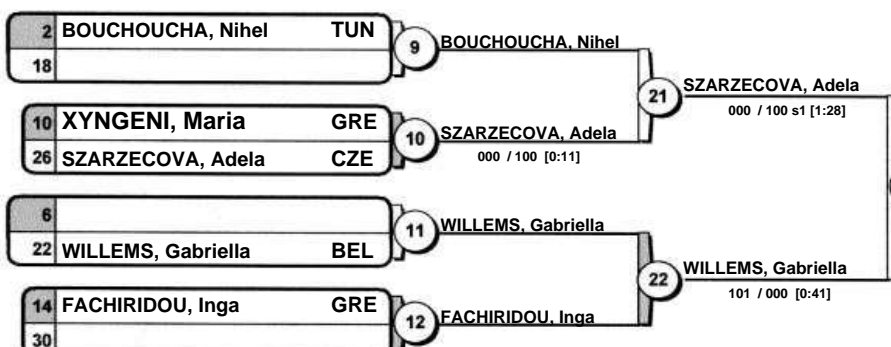 2 BOUCHOUCHA, Nihel TUN
18
9
BOUCHOUCHA, Nihel
10 XYNGENI, Maria GRE
26 SZARZECOVA, Adela CZE
10
SZARZECOVA, Adela
000 / 100 [0:11]
21
SZARZECOVA, Adela
000 / 100 s1 [1:28]
6
22 WILLEMS, Gabriella BEL
11
WILLEMS, Gabriella
14 FACHIRIDOU, Inga GRE
30
12
FACHIRIDOU, Inga
22
WILLEMS, Gabriella
101 / 000 [0:41]